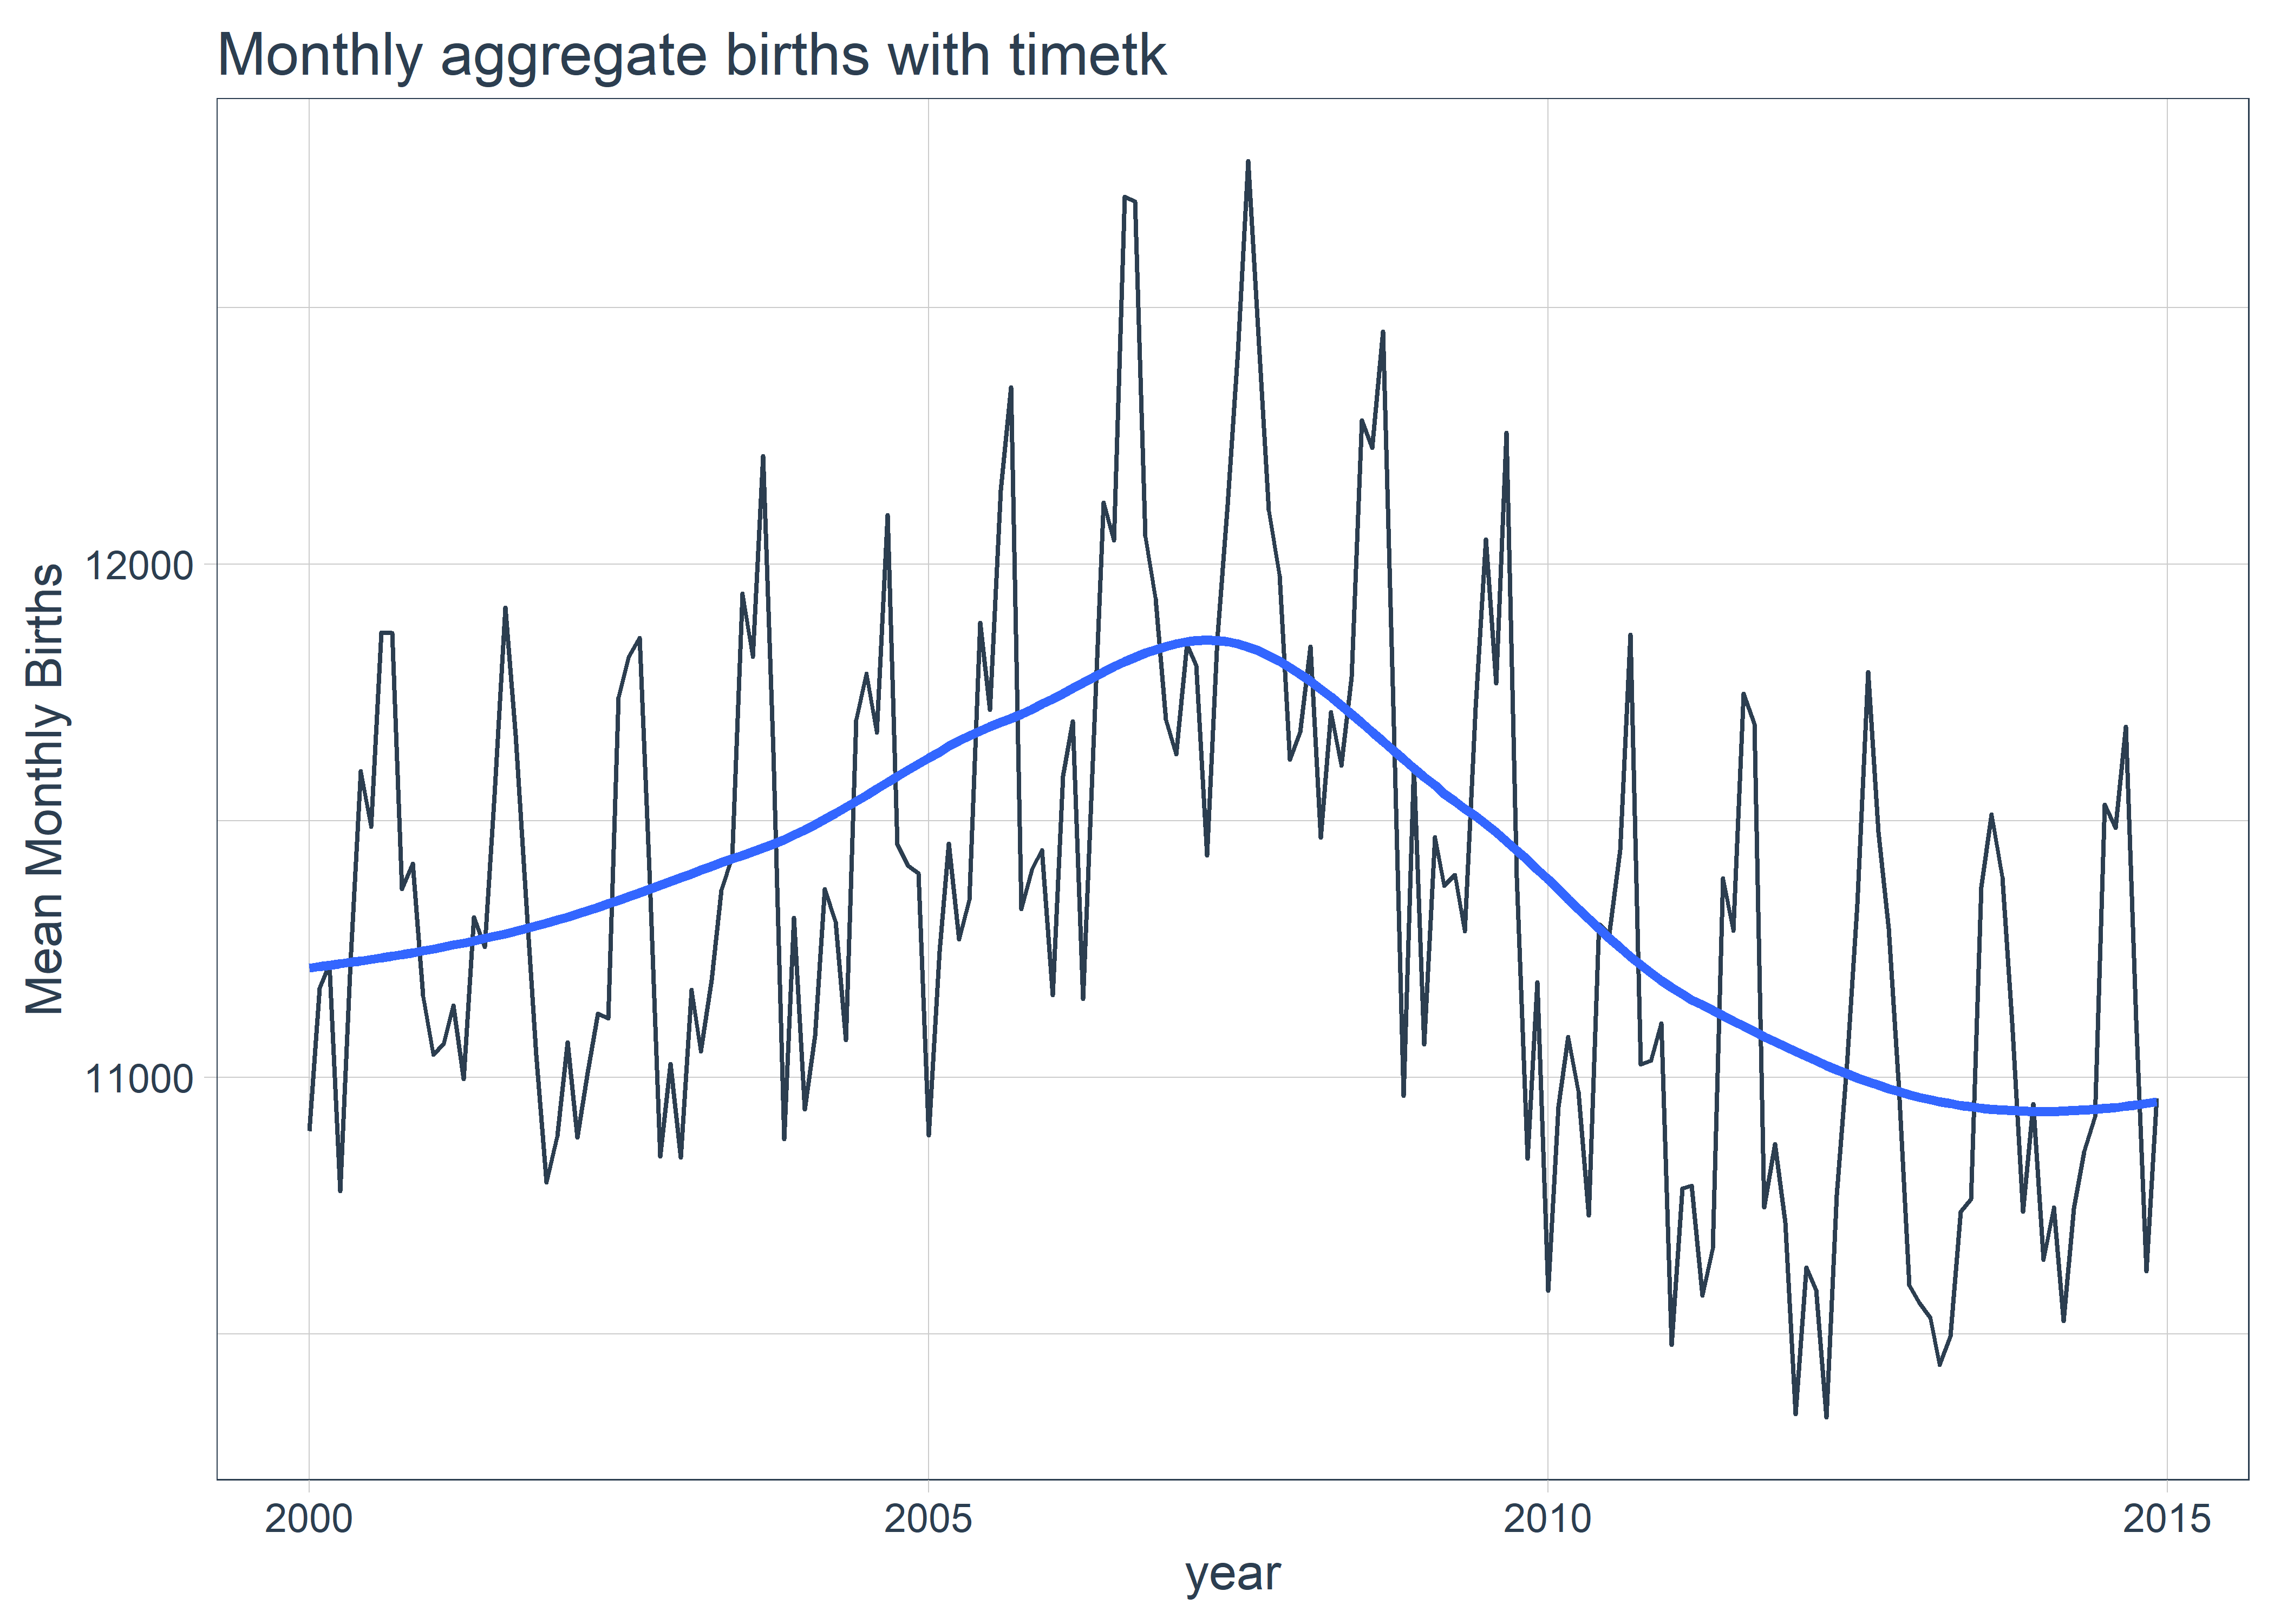 Monthly aggregate births with timetk
Mean Monthly Births
12000
11000
2000 2005 2010 2015
year